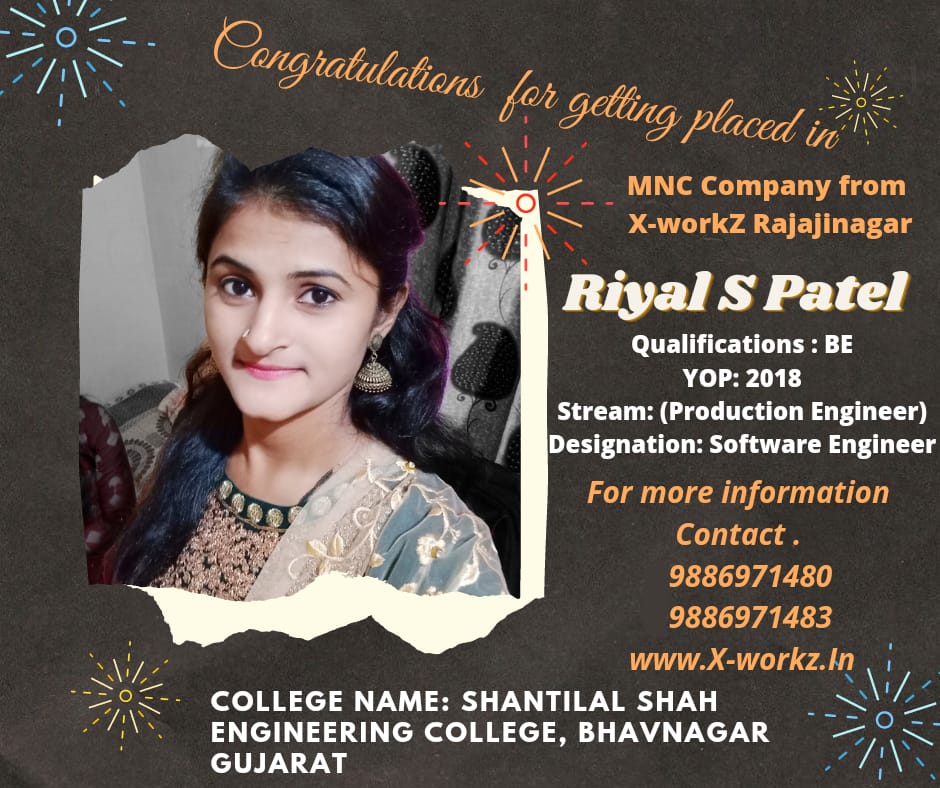 Congratulations for getting placed in
MNC Company from
X-workZ Rajajinagar
Riyal S Patel
Qualifications : BE
YOP: 2018
Stream: (Production Engineer)
Designation: Software Engineer
For more information
Contact .
9886971480
9886971483
www.X-workz.In
COLLEGE NAME: SHANTILAL SHAH
ENGINEERING COLLEGE, BHAVNAGAR
GUJARAT